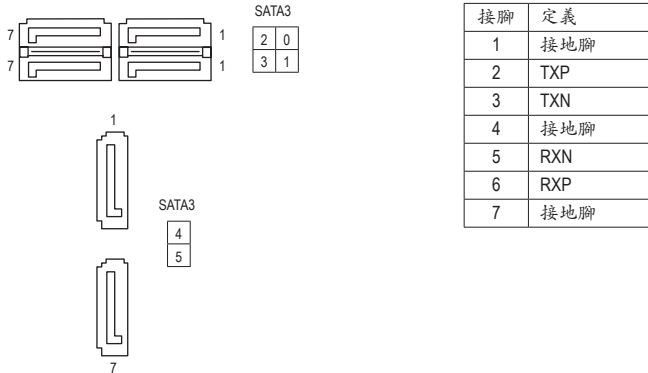 SATA3
7 1
7 1
2 0
3 1
1
SATA3
4
5
7
接腳 定義
1 接地腳
2 TXP
3 TXN
4 接地腳
5 RXN
6 RXP
7 接地腳